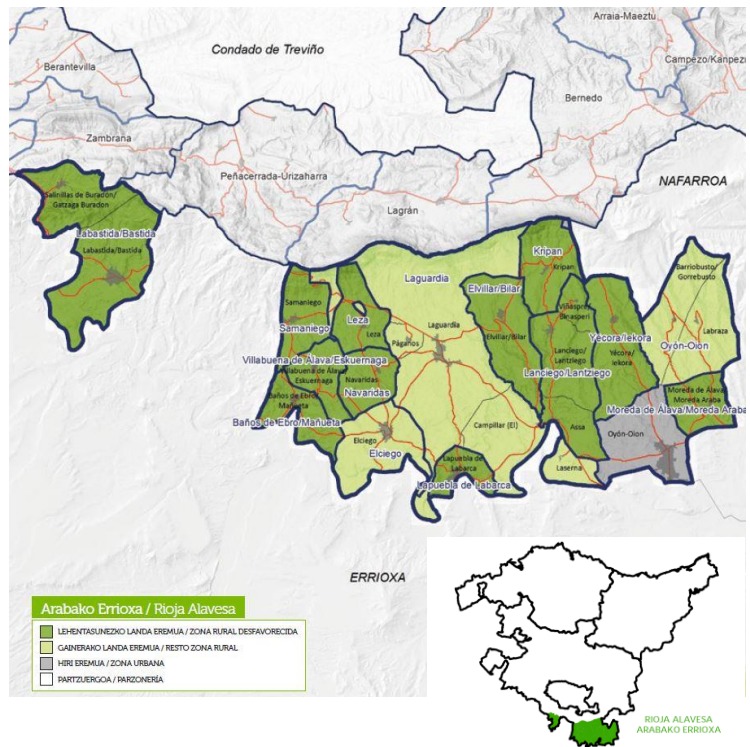 Arraia-Maeztu
Condado de Treviño
Berantevilla
Campezo/Kanpezu
Bernedo
Zambrana
Peñacerrada-Urizaharra
NAFARROA
Salinillas de Buradon/
Gatzaga Buradon
Lagrán
Labastida/Bastida
Labastida/Bastida
Kripan
Kripan
Barriobusto/
Gorrebusto
Laguardia
Elvillar/Bilar
Samaniego
Viñaspre/
Binasperi
Leza
Laguardia
Samaniego
Leza
Páganos
Elvillar/Bilar
Yécora/Iekora
Labraza
Oyón-Oion
Lanciego/
Lantziego
Yécora/
Iekora
Villabuena de Álava/Eskuernaga
Villabuena de Álava/
Eskuernaga
Navaridas
Lanciego/Lantziego
Navaridas
Baños de Ebro/
Mañueta
Moreda de Álava/
Moreda Araba
Moreda de Álava/Moreda Araba
Baños de Ebro/Mañueta
Campillar (El)
Assa
Oyón-Oion
Elciego
Elciego
Lapuebla de
Labarca
Laserna
Lapuebla de Labarca
ERRIOXA
Arabako Errioxa / Rioja Alavesa
LEHENTASUNEZKO LANDA EREMUA / ZONA RURAL DESFAVORECIDA
GAINERAKO LANDA EREMUA / RESTO ZONA RURAL
HIRI EREMUA / ZONA URBANA
PARTZUERGOA / PARZONERÍA
RIOJA ALAVESA
ARABAKO ERRIOXA